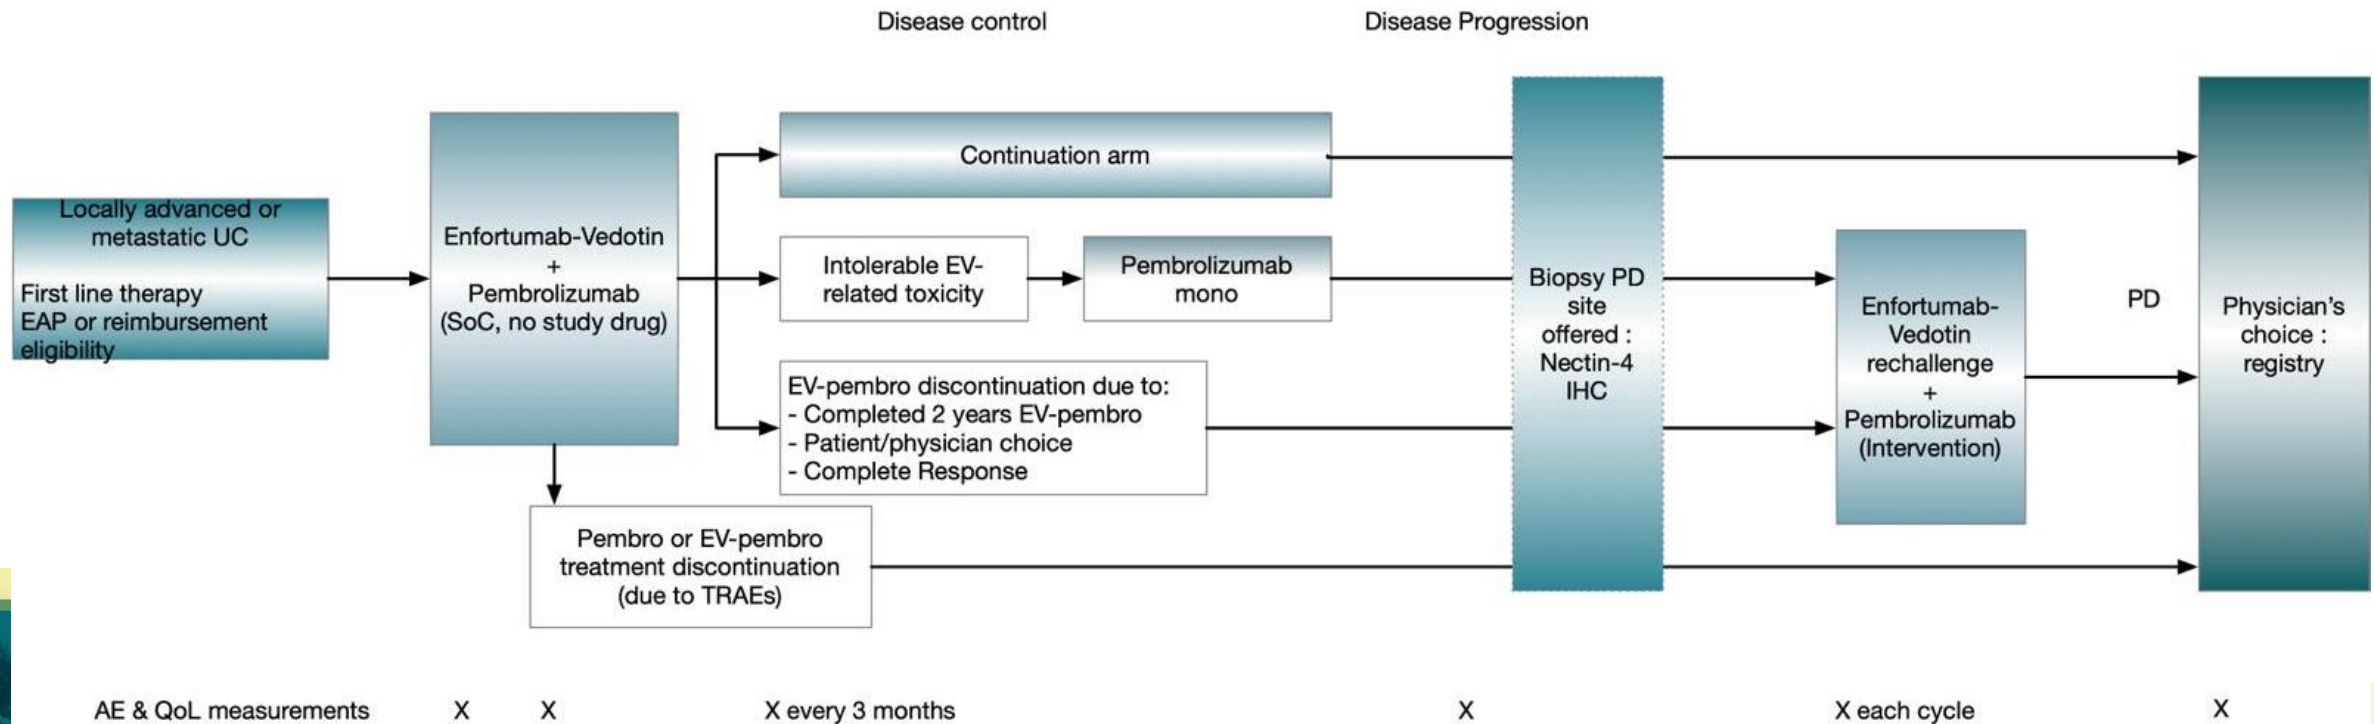 Disease control
Disease Progression
Locally advanced or
metastatic UC
First line therapy
EAP or reimbursement
eligibility
Enfortumab-Vedotin
+
Pembrolizumab
(SoC, no study drug)
Continuation arm
Intolerable EV-
related toxicity
Pembrolizumab
mono
EV-pembro discontinuation due to:
- Completed 2 years EV-pembro
- Patient/physician choice
- Complete Response
Pembro or EV-pembro
treatment discontinuation
(due to TRAEs)
Biopsy PD
site
offered :
Nectin-4
IHC
Enfortumab-
Vedotin
rechallenge
+
Pembrolizumab
(Intervention)
PD
Physician's
choice :
registry
AE & QoL measurements X X X every 3 months X X each cycle X